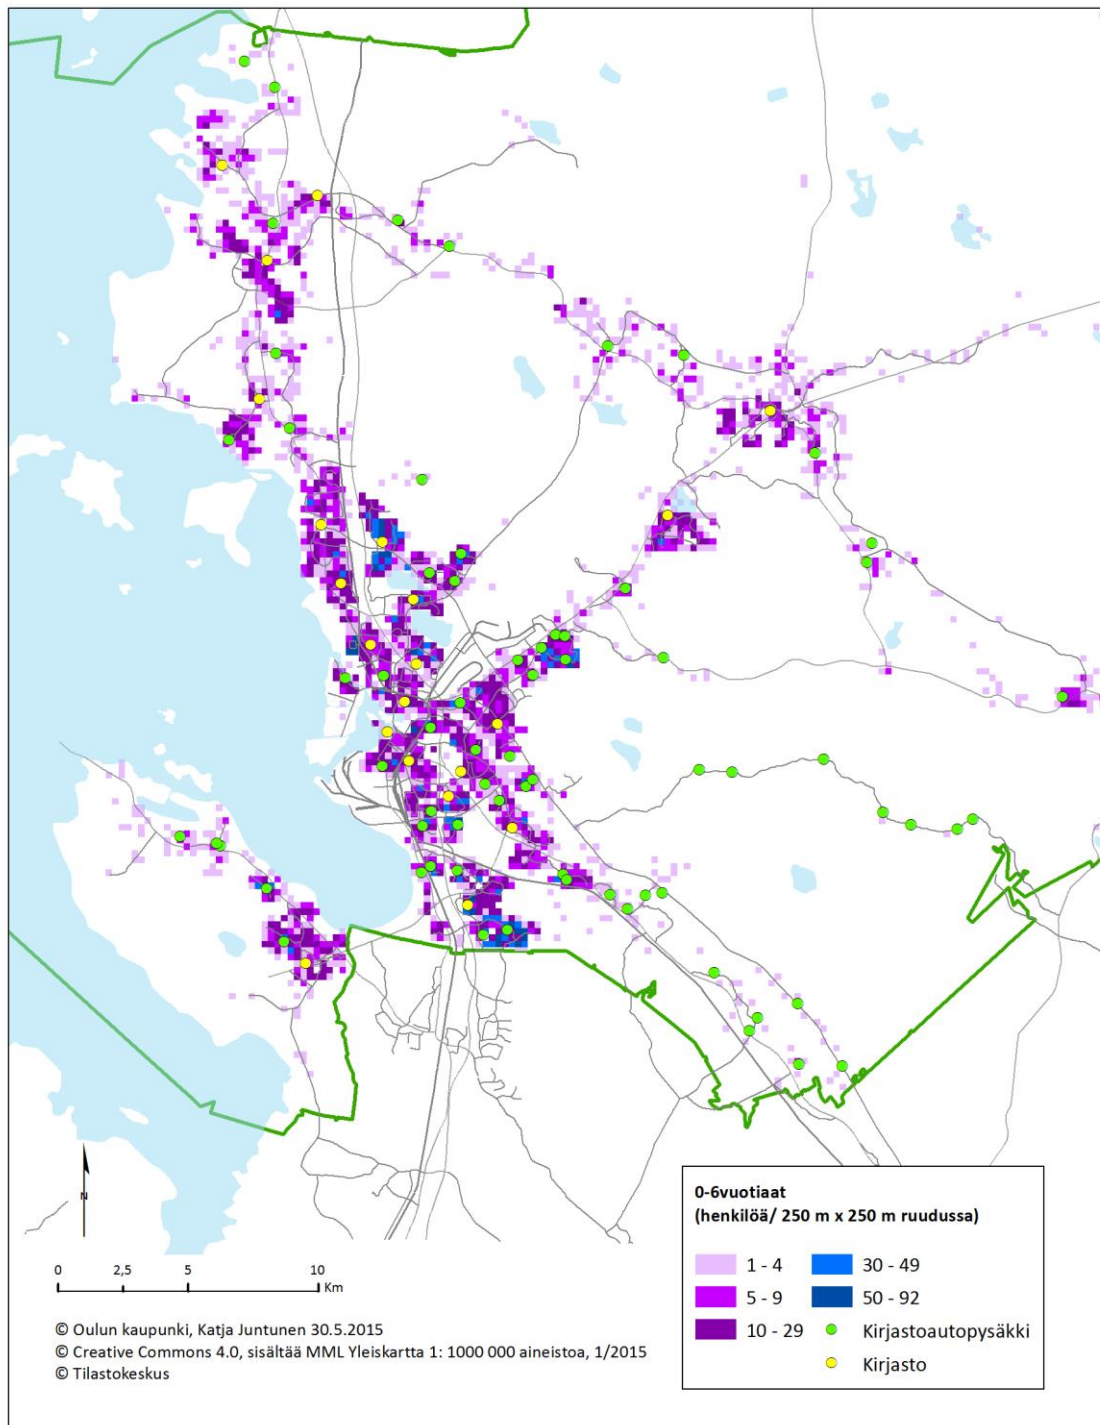 0-6vuotiaat
(henkilöä/ 250 m x 250 m ruudussa)
1 - 4
30 - 49
5 - 9
50 - 92
10 - 29
Kirjastoautopysäkki
Kirjasto
N
0 2,5 5 10
Km
© Oulun kaupunki, Katja Juntunen 30.5.2015
© Creative Commons 4.0, sisältää MML Yleiskartta 1: 1000 000 aineistoa, 1/2015
© Tilastokeskus